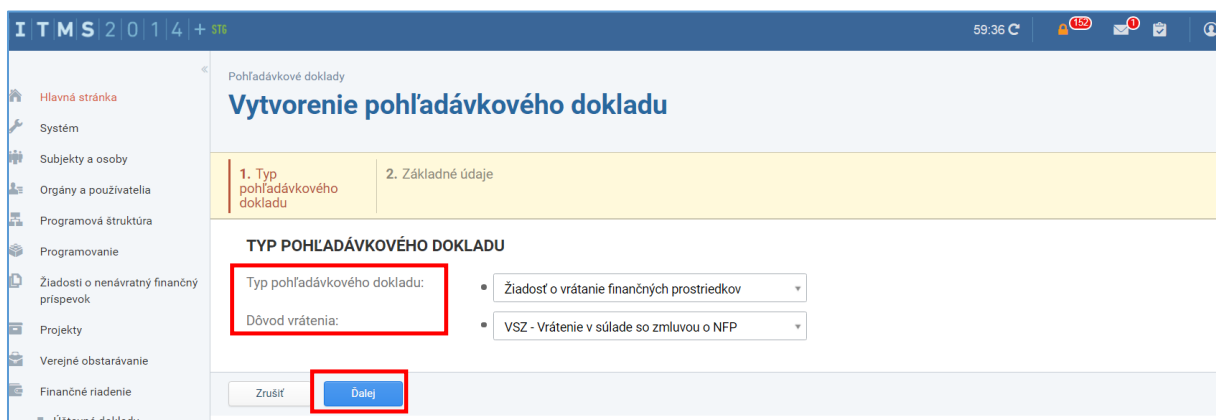 ITMS2014+ STG
59:36
152
1
«
Pohľadávkové doklady
Vytvorenie pohľadávkového dokladu
Hlavná stránka
Systém
Subjekty a osoby
Orgány a používatelia
Programová štruktúra
Programovanie
Žiadosti o nenávratný finančný
príspevok
Projekty
Verejné obstarávanie
Finančné riadenie
Účtovné doklady
1. Typ
pohľadávkového
dokladu
2. Základné údaje
TYP POHĽADÁVKOVÉHO DOKLADU
Typ pohľadávkového dokladu:
Žiadosť o vrátanie finančných prostriedkov
Dôvod vrátenia:
VSZ - Vrátenie v súlade so zmluvou o NFP
Zrušiť
Ďalej